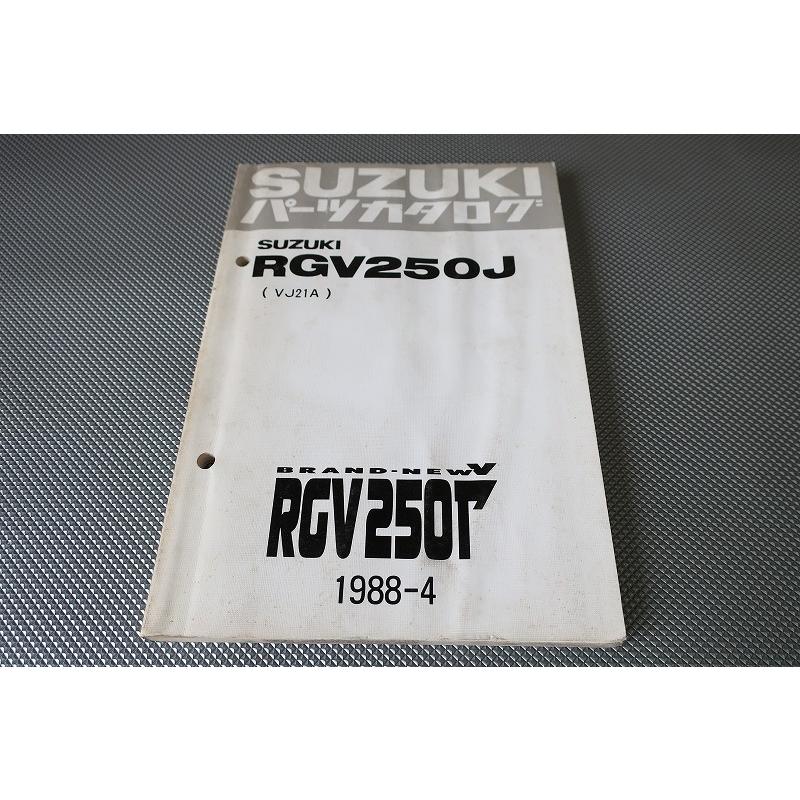 SUZUKI
パーツカタログ
SUZUKI
RGV250J
( VJ21A )
BRAND-NEW V
RGV250Γ
1988-4